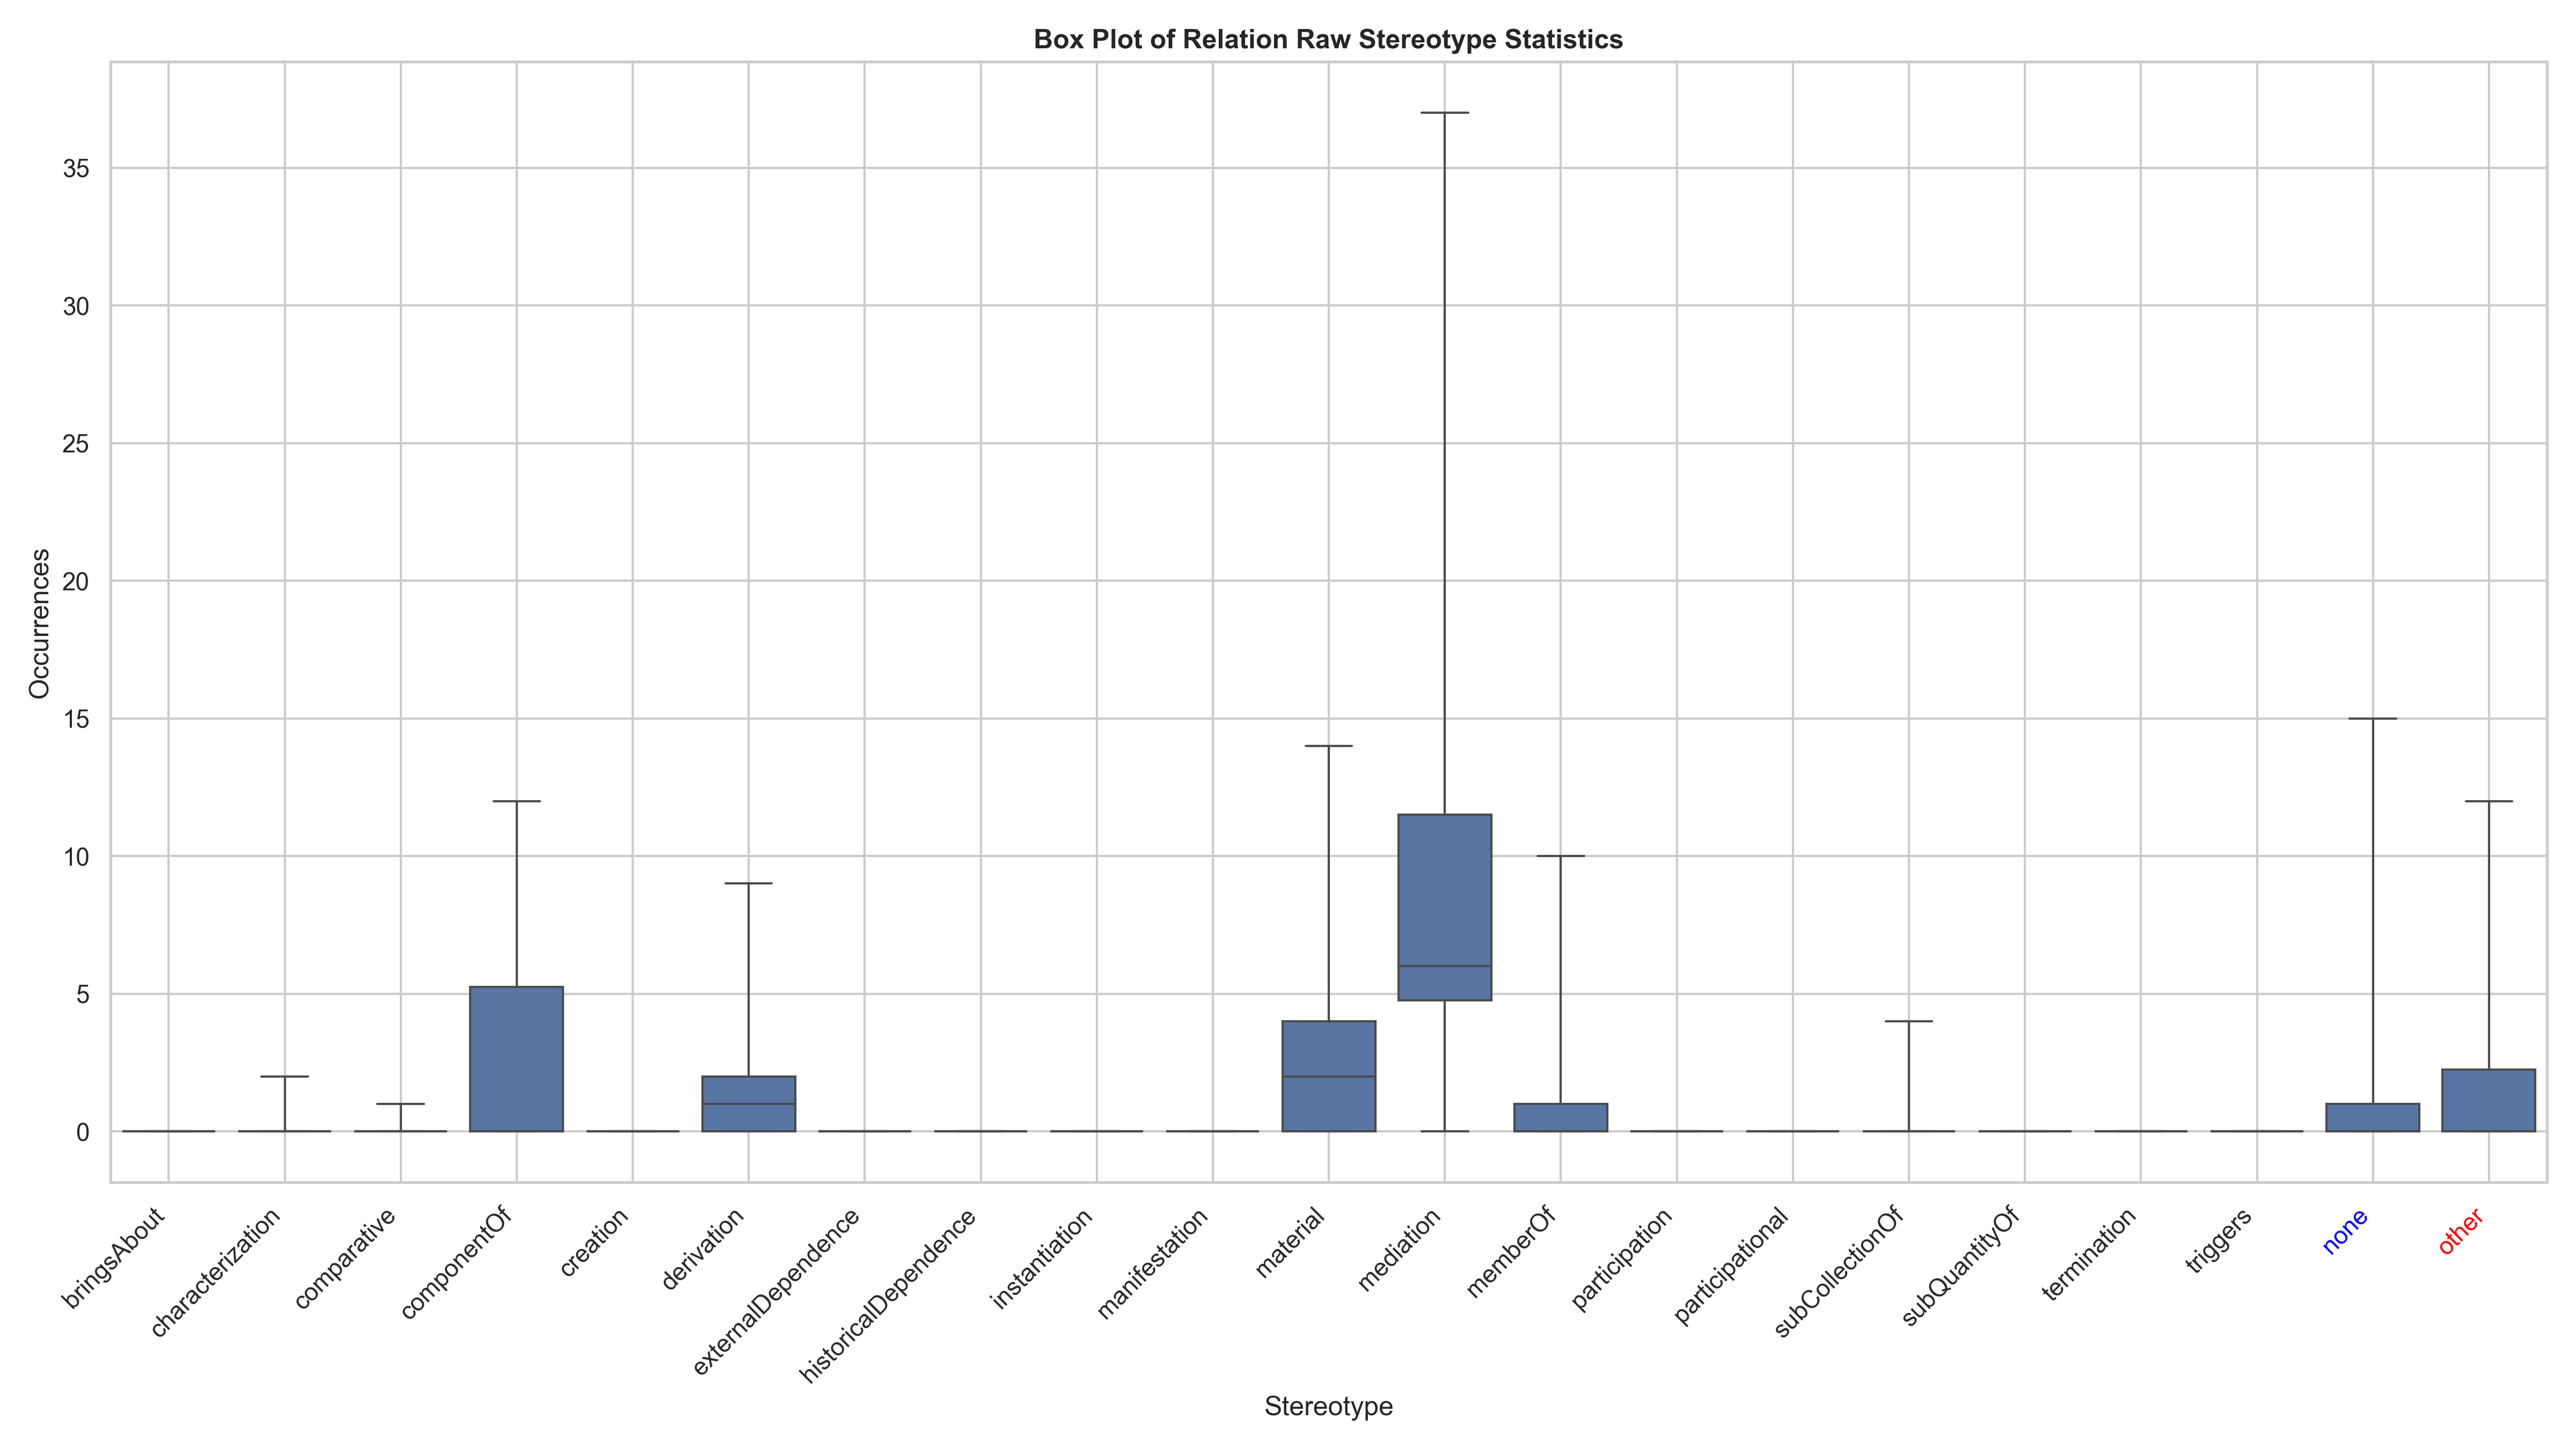 Box Plot of Relation Raw Stereotype Statistics
35
30
25
20
15
10
5
0
Occurrences
bringsAbout
characterization
comparative
componentOf
creation
derivation
externalDependence
historicalDependence
instantiation
manifestation
material
mediation
memberOf
participation
participational
subCollectionOf
subQuantityOf
termination
triggers
none
other
Stereotype